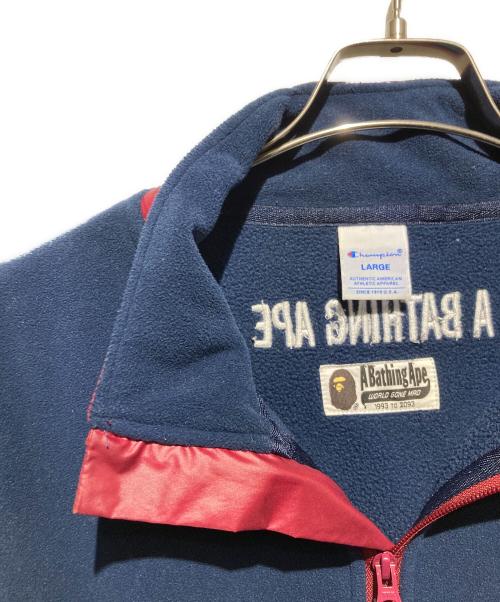 Champion
LARGE
AUTHENTIC AMERICAN
ATHLETIC APPAREL
SINCE 1919 U.S.A.
A BATHING APE
A Bathing Ape
WORLD GONE MAD
1993 TO 2093